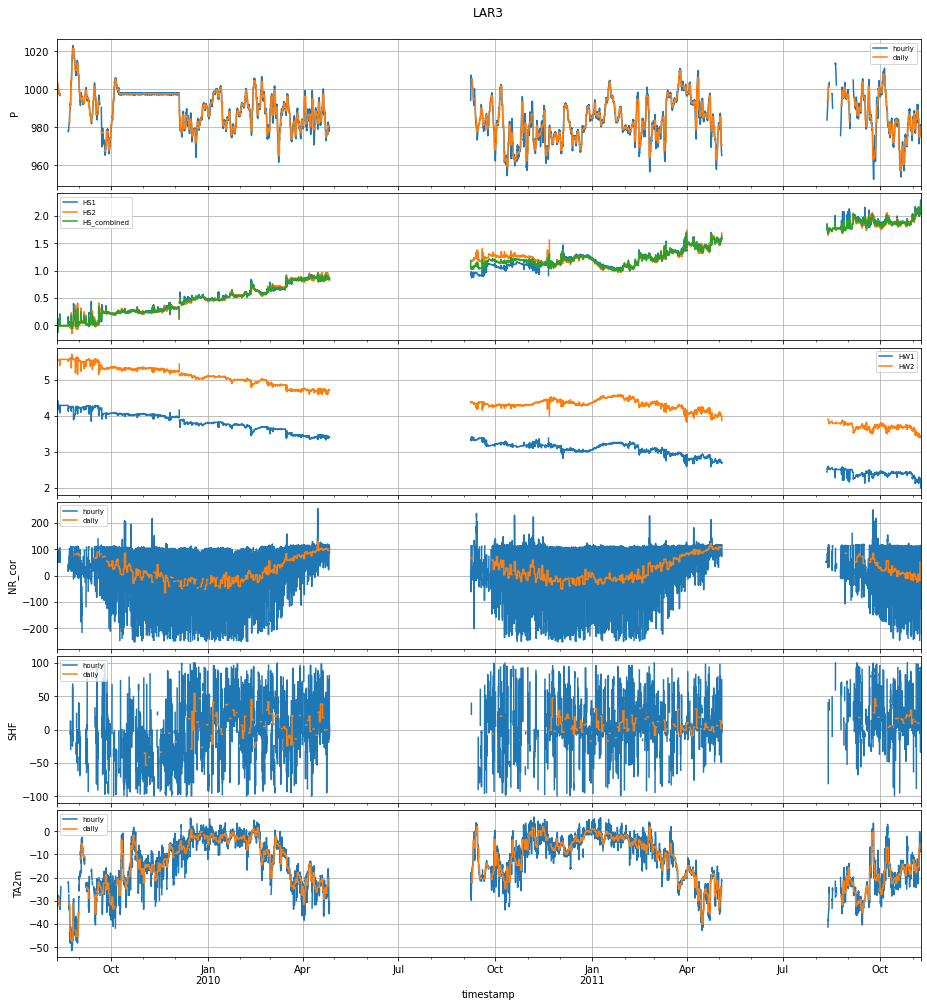 LAR3
P
1020
1000
980
960
hourly
daily
2.0
1.5
1.0
0.5
0.0
HS1
HS2
HS_combined
5
4
3
2
HW1
HW2
NR_cor
200
100
0
−100
−200
hourly
daily
SHF
100
50
0
−50
−100
hourly
daily
TA2m
0
−10
−20
−30
−40
−50
hourly
daily
Oct Jan Apr Jul Oct Jan Apr Jul Oct
2010 2011
timestamp